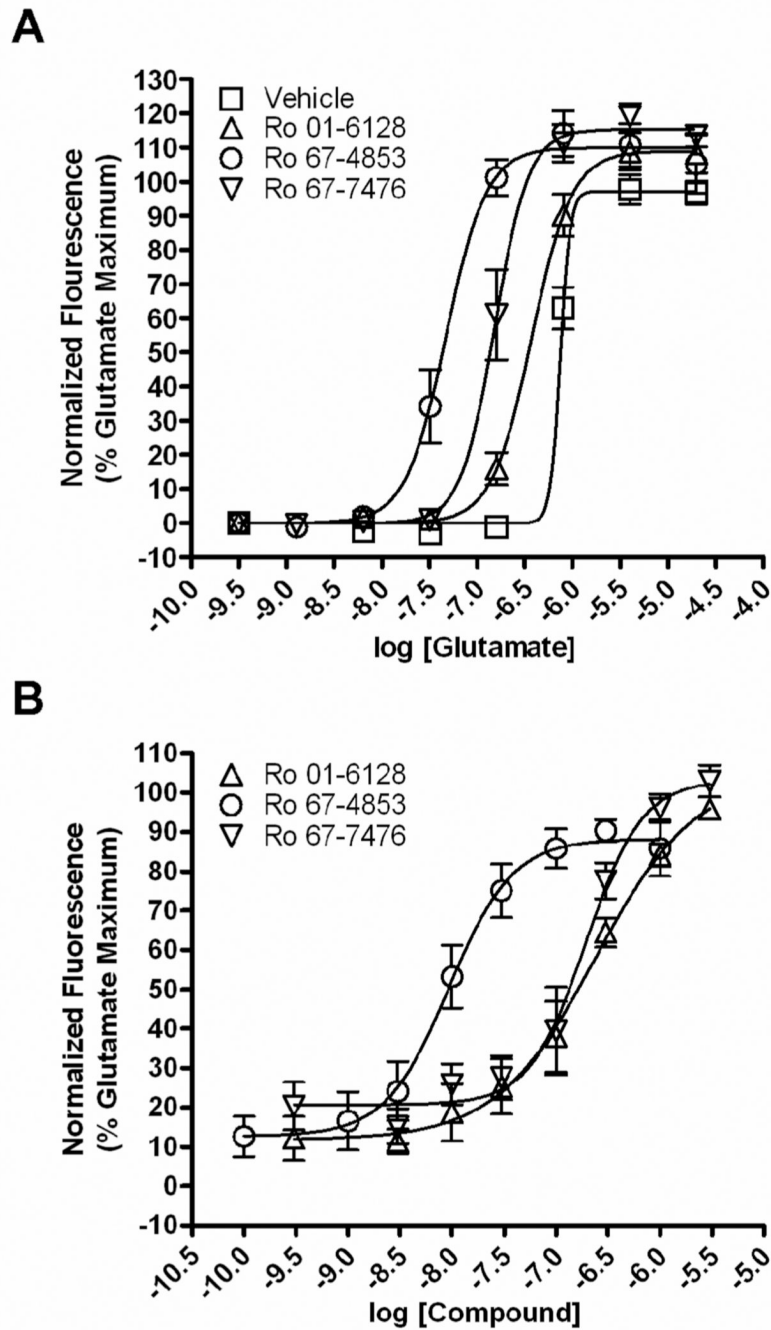 A
130
120
110
100
90
80
70
60
50
40
30
20
10
0
-10
Normalized Flourescence
(% Glutamate Maximum)
Vehicle
Ro 01-6128
Ro 67-4853
Ro 67-7476
-10.0 -9.5 -9.0 -8.5 -8.0 -7.5 -7.0 -6.5 -6.0 -5.5 -5.0 -4.5 -4.0
log [Glutamate]
B
110
100
90
80
70
60
50
40
30
20
10
0
-10
Normalized Fluorescence
(% Glutamate Maximum)
Ro 01-6128
Ro 67-4853
Ro 67-7476
-10.5 -10.0 -9.5 -9.0 -8.5 -8.0 -7.5 -7.0 -6.5 -6.0 -5.5 -5.0
log [Compound]